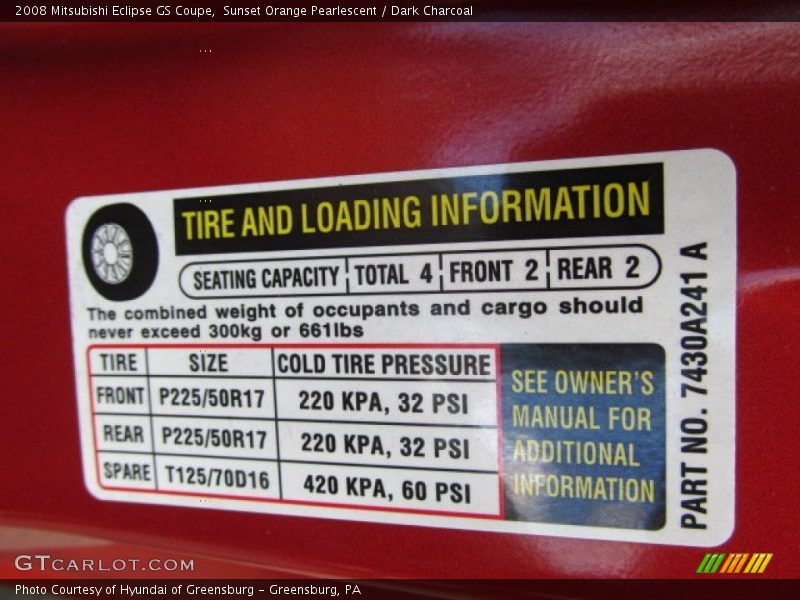 2008 Mitsubishi Eclipse GS Coupe, Sunset Orange Pearlescent / Dark Charcoal
TIRE AND LOADING INFORMATION
SEATING CAPACITY TOTAL 4 FRONT 2 REAR 2
The combined weight of occupants and cargo should
never exceed 300kg or 661lbs
TIRE SIZE COLD TIRE PRESSURE
FRONT P225/50R17 220 KPA, 32 PSI
REAR P225/50R17 220 KPA, 32 PSI
SPARE T125/70D16 420 KPA, 60 PSI
SEE OWNER'S
MANUAL FOR
ADDITIONAL
INFORMATION
PART NO. 7430A241 A
GTCARLOT.COM
Photo Courtesy of Hyundai of Greensburg - Greensburg, PA